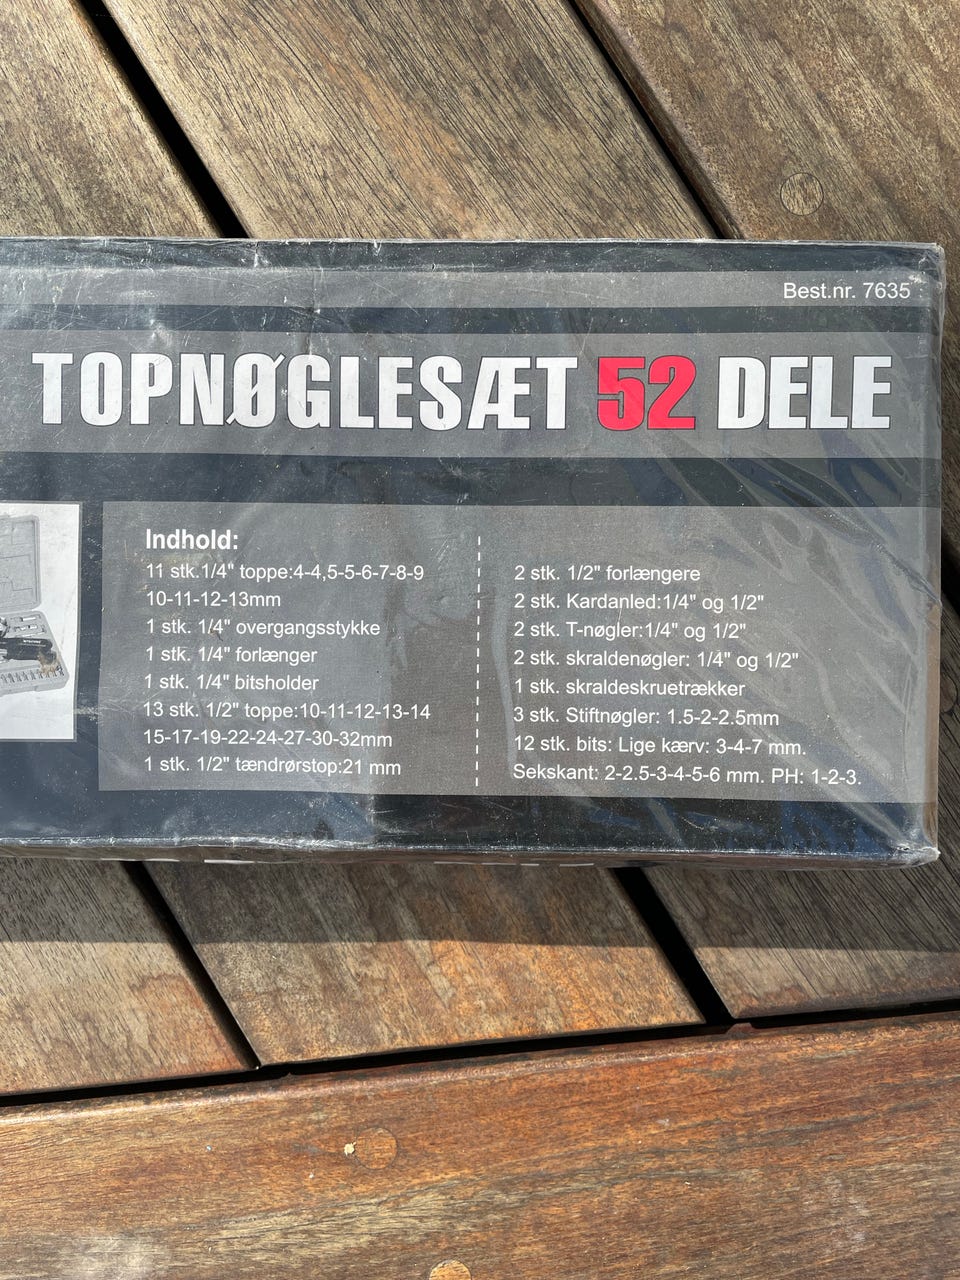 Best.nr. 7635
TOPNØGLESÆT 52 DELE
Indhold:
11 stk.1/4" toppe:4-4,5-5-6-7-8-9
10-11-12-13mm
1 stk. 1/4" overgangsstykke
1 stk. 1/4" forlænger
1 stk. 1/4" bitsholder
13 stk. 1/2" toppe:10-11-12-13-14
15-17-19-22-24-27-30-32mm
1 stk. 1/2" tændrørstop:21 mm
2 stk. 1/2" forlængere
2 stk. Kardanled:1/4" og 1/2"
2 stk. T-nøgler:1/4" og 1/2"
2 stk. skraldenøgler: 1/4" og 1/2"
1 stk. skraldeskruetrækker
3 stk. Stiftnøgler: 1.5-2-2.5mm
12 stk. bits: Lige kærv: 3-4-7 mm.
Sekskant: 2-2.5-3-4-5-6 mm. PH: 1-2-3.